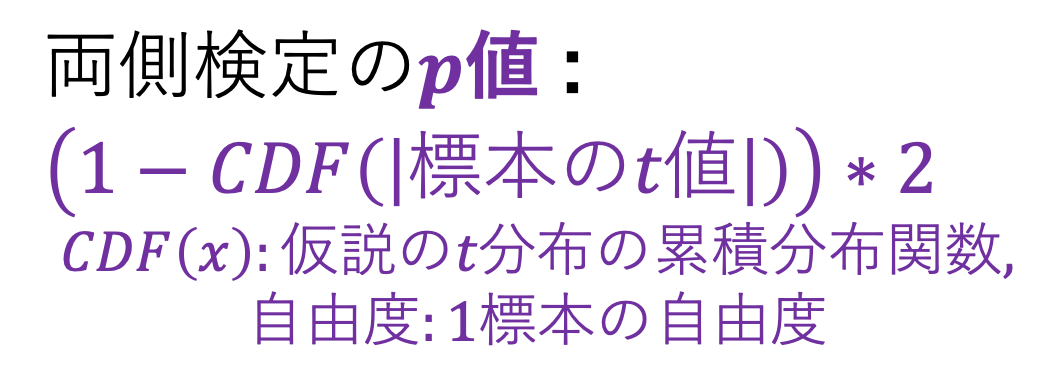 両側検定のp値：
(1 − CDF(|標本のt値|)) * 2
CDF(x): 仮説のt分布の累積分布関数,
自由度: 1標本の自由度